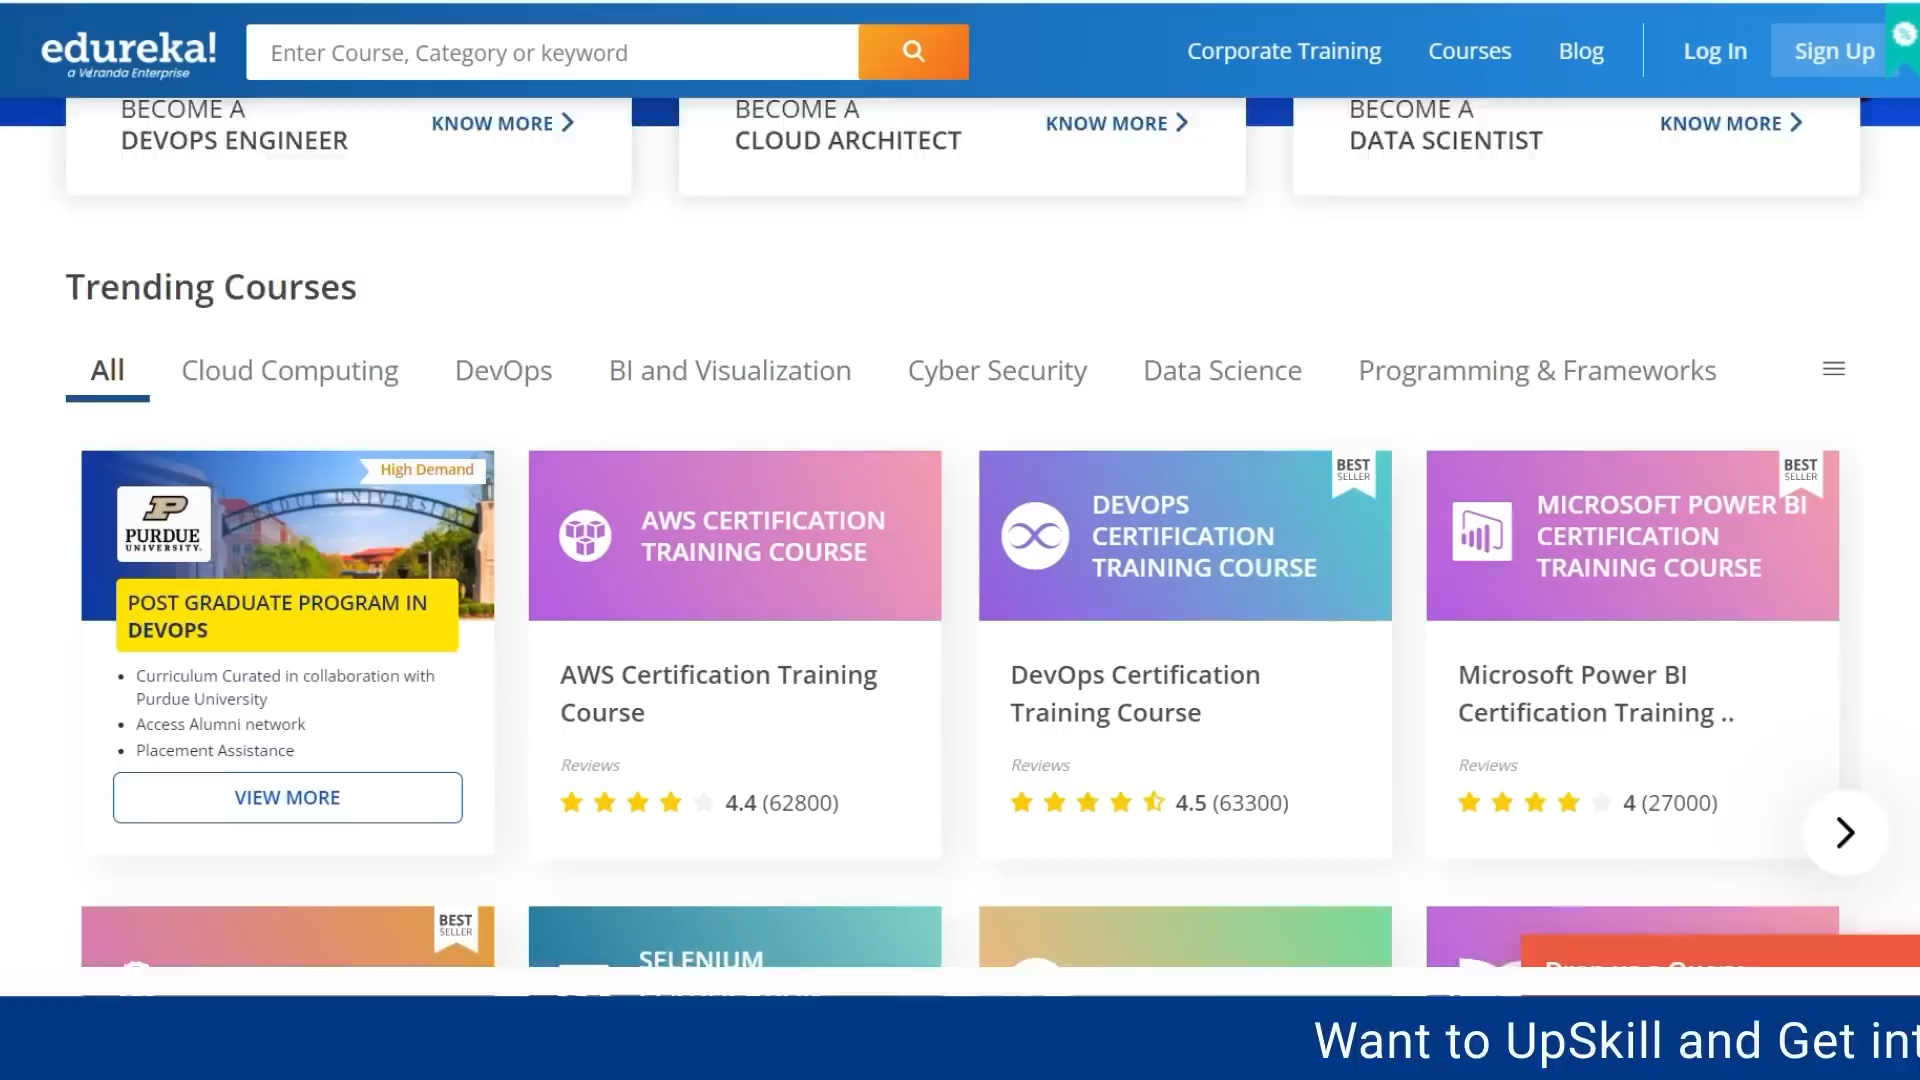 edureka!
a Veranda Enterprise
Enter Course, Category or keyword
Corporate Training
Courses
Blog
Log In
Sign Up
BECOME A
DEVOPS ENGINEER
KNOW MORE
BECOME A
CLOUD ARCHITECT
KNOW MORE
BECOME A
DATA SCIENTIST
KNOW MORE
Trending Courses
All
Cloud Computing
DevOps
BI and Visualization
Cyber Security
Data Science
Programming & Frameworks
High Demand
PURDUE
UNIVERSITY.
POST GRADUATE PROGRAM IN
DEVOPS
Curriculum Curated in collaboration with
Purdue University
Access Alumni network
Placement Assistance
VIEW MORE
AWS CERTIFICATION
TRAINING COURSE
AWS Certification Training
Course
Reviews
4.4 (62800)
BEST
SELLER
DEVOPS
CERTIFICATION
TRAINING COURSE
DevOps Certification
Training Course
Reviews
4.5 (63300)
BEST
SELLER
MICROSOFT POWER BI
CERTIFICATION
TRAINING COURSE
Microsoft Power BI
Certification Training ..
Reviews
4 (27000)
BEST
SELLER
SELENIUM
Want to UpSkill and Get int